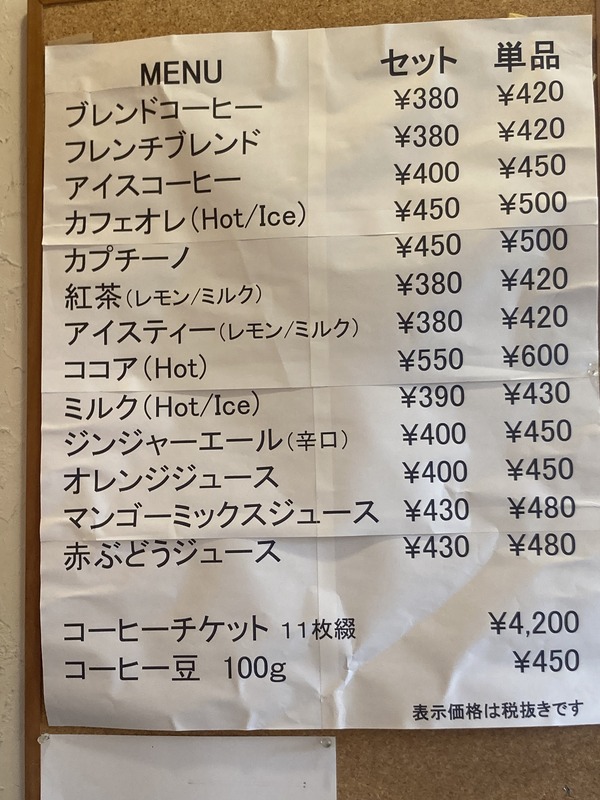 MENU セット 単品
ブレンドコーヒー ¥380 ¥420
フレンチブレンド ¥380 ¥420
アイスコーヒー ¥400 ¥450
カフェオレ(Hot/Ice) ¥450 ¥500
カプチーノ ¥450 ¥500
紅茶(レモン/ミルク) ¥380 ¥420
アイスティー(レモン/ミルク) ¥380 ¥420
ココア(Hot) ¥550 ¥600
ミルク(Hot/Ice) ¥390 ¥430
ジンジャーエール(辛口) ¥400 ¥450
オレンジジュース ¥400 ¥450
マンゴーミックスジュース ¥430 ¥480
赤ぶどうジュース ¥430 ¥480
コーヒーチケット 11枚綴 ¥4,200
コーヒー豆 100g ¥450
表示価格は税抜きです